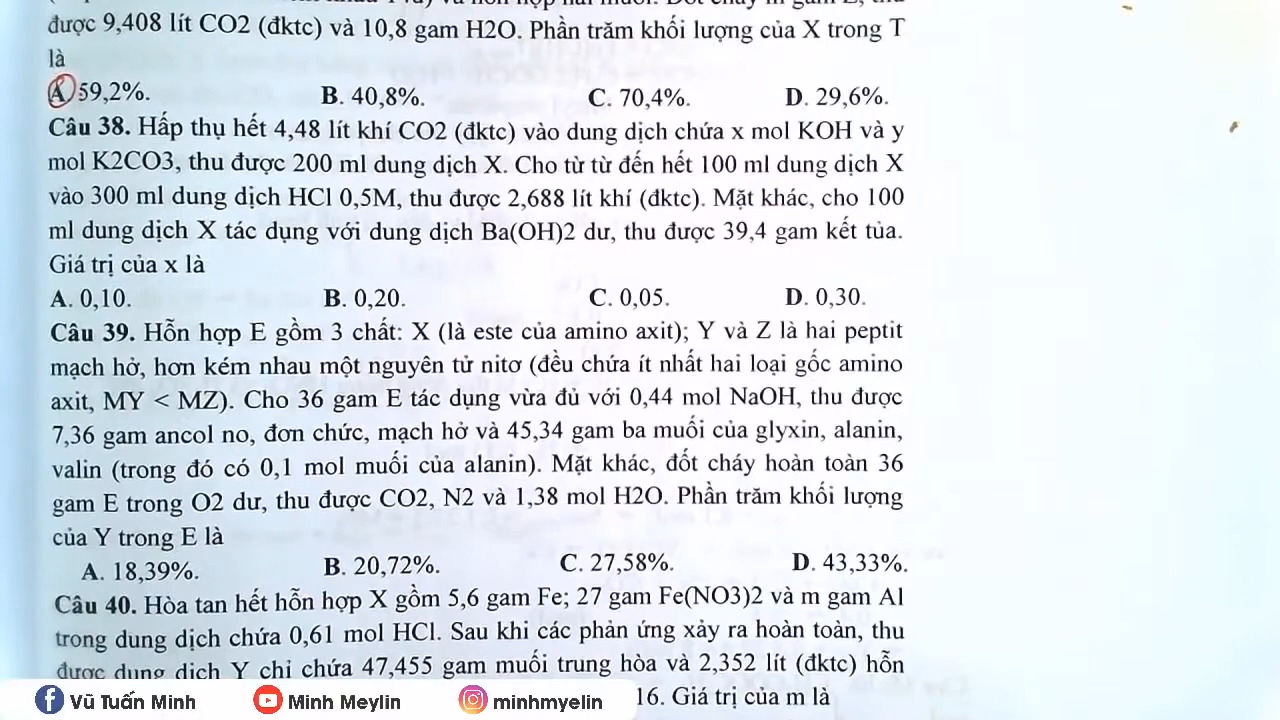 được 9,408 lít CO2 (đktc) và 10,8 gam H2O. Phần trăm khối lượng của X trong T
là
A 59,2%. B. 40,8%. C. 70,4%. D. 29,6%.
Câu 38. Hấp thụ hết 4,48 lít khí CO2 (đktc) vào dung dịch chứa x mol KOH và y
mol K2CO3, thu được 200 ml dung dịch X. Cho từ từ đến hết 100 ml dung dịch X
vào 300 ml dung dịch HCl 0,5M, thu được 2,688 lít khí (đktc). Mặt khác, cho 100
ml dung dịch X tác dụng với dung dịch Ba(OH)2 dư, thu được 39,4 gam kết tủa.
Giá trị của x là
A. 0,10. B. 0,20. C. 0,05. D. 0,30.
Câu 39. Hỗn hợp E gồm 3 chất: X (là este của amino axit); Y và Z là hai peptit
mạch hở, hơn kém nhau một nguyên tử nitơ (đều chứa ít nhất hai loại gốc amino
axit, MY < MZ). Cho 36 gam E tác dụng vừa đủ với 0,44 mol NaOH, thu được
7,36 gam ancol no, đơn chức, mạch hở và 45,34 gam ba muối của glyxin, alanin,
valin (trong đó có 0,1 mol muối của alanin). Mặt khác, đốt cháy hoàn toàn 36
gam E trong O2 dư, thu được CO2, N2 và 1,38 mol H2O. Phần trăm khối lượng
của Y trong E là
A. 18,39%. B. 20,72%. C. 27,58%. D. 43,33%.
Câu 40. Hòa tan hết hỗn hợp X gồm 5,6 gam Fe; 27 gam Fe(NO3)2 và m gam Al
trong dung dịch chứa 0,61 mol HCl. Sau khi các phản ứng xảy ra hoàn toàn, thu
được dung dịch Y chỉ chứa 47,455 gam muối trung hòa và 2,352 lít (đktc) hỗn
16. Giá trị của m là
Vũ Tuấn Minh Minh Meylin minhmyelin